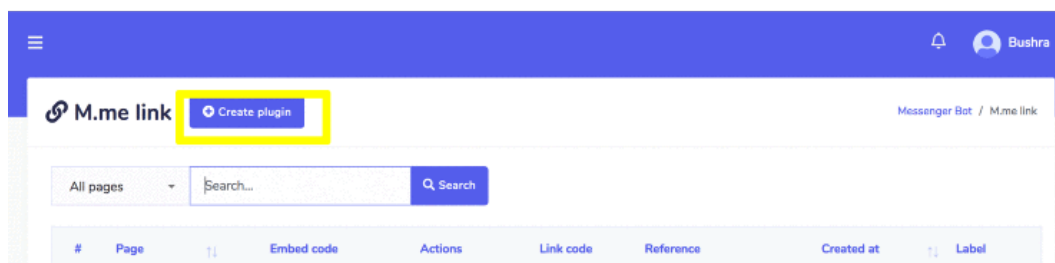 Bushra
M.me link Create plugin Messenger Bot / M.me link
All pages Search... Search
# Page Embed code Actions Link code Reference Created at Label